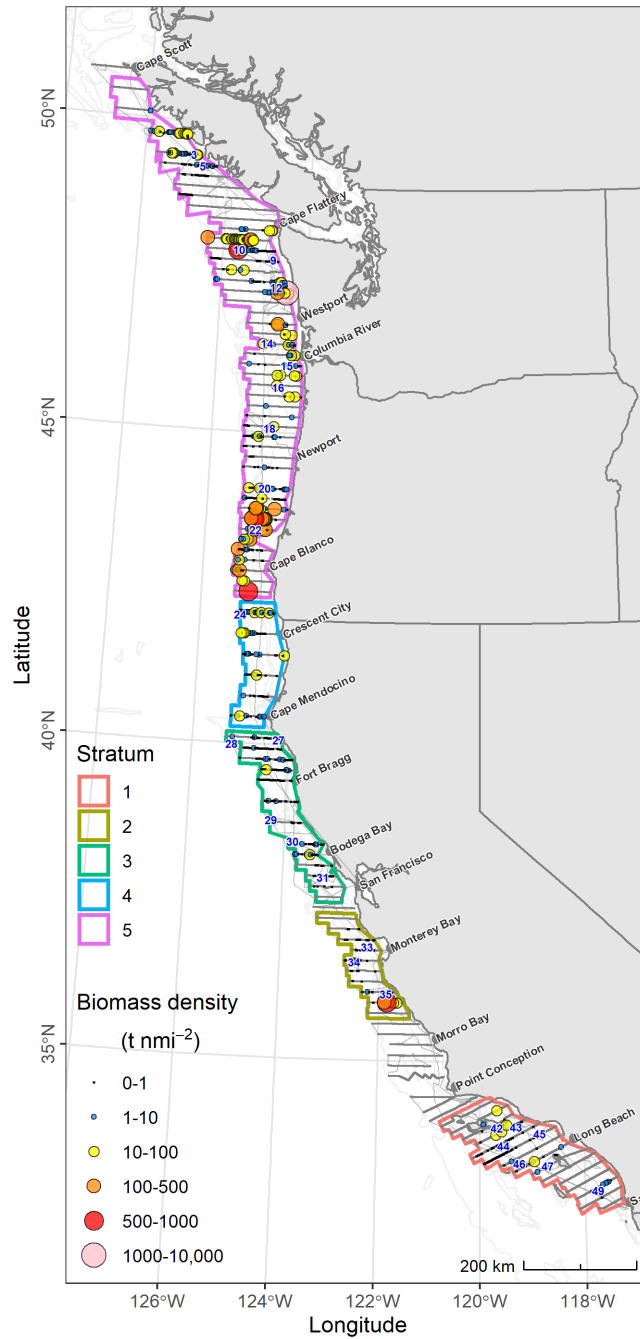 Cape Scott
50°N
3
5
Cape Flattery
10
9
12
Westport
14
Columbia River
15
16
45°N
18
Newport
20
22
Cape Blanco
24
Crescent City
Latitude
Cape Mendocino
40°N
28
27
Stratum
Fort Bragg
1
2
29
3
30
Bodega Bay
4
31
San Francisco
5
33
Monterey Bay
34
Biomass density
35
(t nmi⁻²)
Morro Bay
35°N
Point Conception
0-1
1-10
42
43
45
Long Beach
10-100
44
46
47
100-500
49
S
500-1000
1000-10,000
200 km
126°W
124°W
122°W
120°W
118°W
Longitude